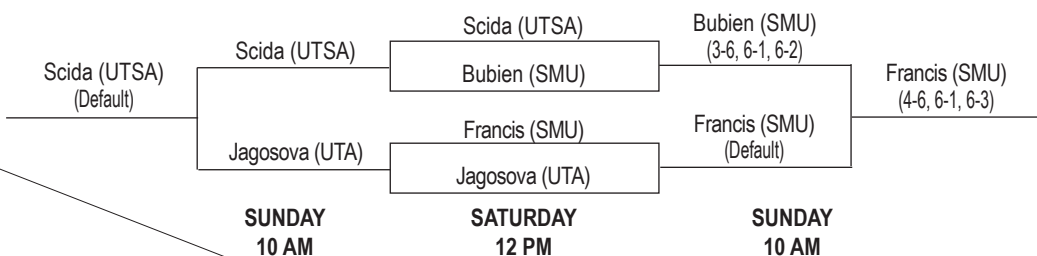 Scida (UTSA)
(Default)
Scida (UTSA)
Jagosova (UTA)
SUNDAY
10 AM
Scida (UTSA)
Bubien (SMU)
Francis (SMU)
Jagosova (UTA)
SATURDAY
12 PM
Bubien (SMU)
(3-6, 6-1, 6-2)
Francis (SMU)
(Default)
SUNDAY
10 AM
Francis (SMU)
(4-6, 6-1, 6-3)